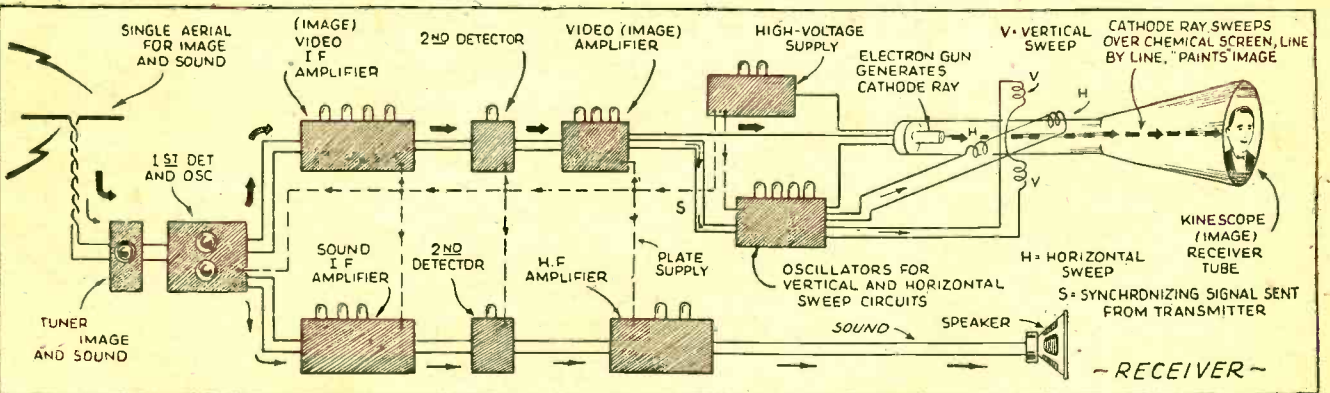 SINGLE AERIAL
FOR IMAGE
AND SOUND
(IMAGE)
VIDEO
I F
AMPLIFIER
2ND DETECTOR
VIDEO (IMAGE)
AMPLIFIER
HIGH-VOLTAGE
SUPPLY
ELECTRON GUN
GENERATES
CATHODE RAY
V= VERTICAL
SWEEP
CATHODE RAY SWEEPS
OVER CHEMICAL SCREEN, LINE
BY LINE, "PAINTS" IMAGE
V
H
H
V
1ST DET
AND OSC
S
KINESCOPE
(IMAGE)
RECEIVER
TUBE
TUNER
IMAGE
AND SOUND
SOUND
I F
AMPLIFIER
2ND
DETECTOR
H.F
AMPLIFIER
PLATE
SUPPLY
OSCILLATORS FOR
VERTICAL AND HORIZONTAL
SWEEP CIRCUITS
H= HORIZONTAL
SWEEP
S= SYNCHRONIZING SIGNAL SENT
FROM TRANSMITTER
SOUND
SPEAKER
~RECEIVER~